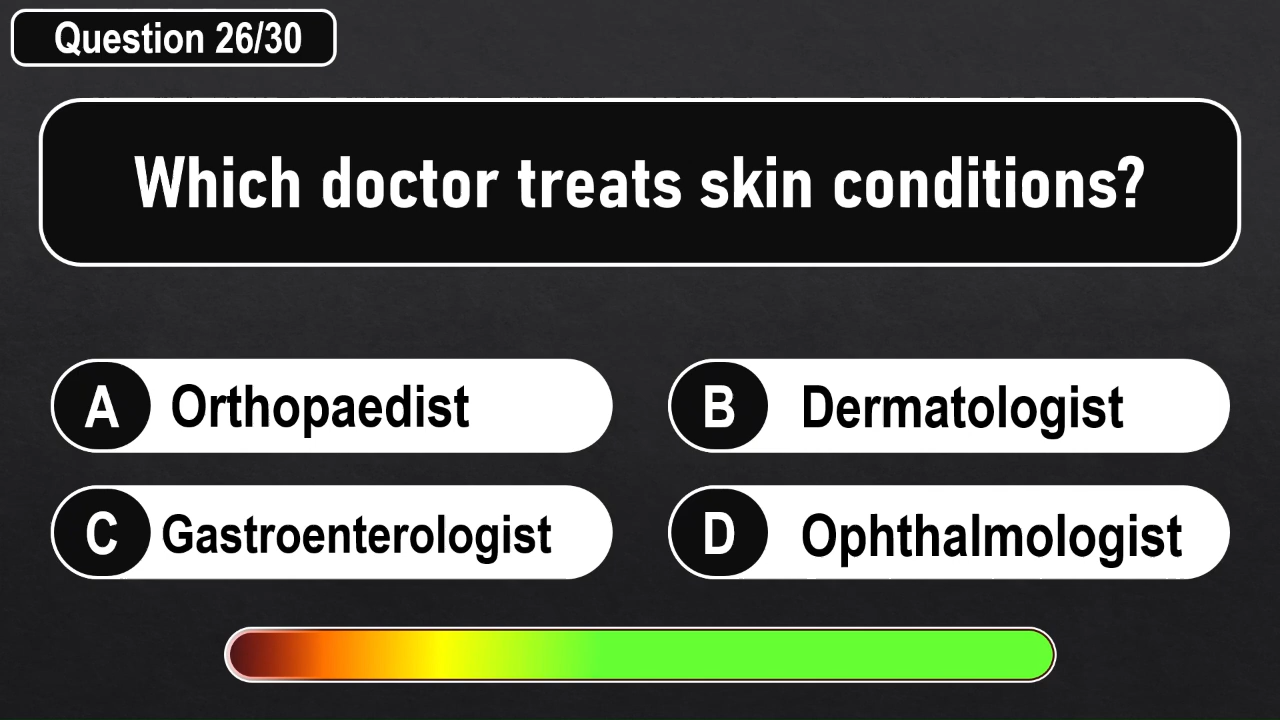 Question 26/30
Which doctor treats skin conditions?
A Orthopaedist
B Dermatologist
C Gastroenterologist
D Ophthalmologist